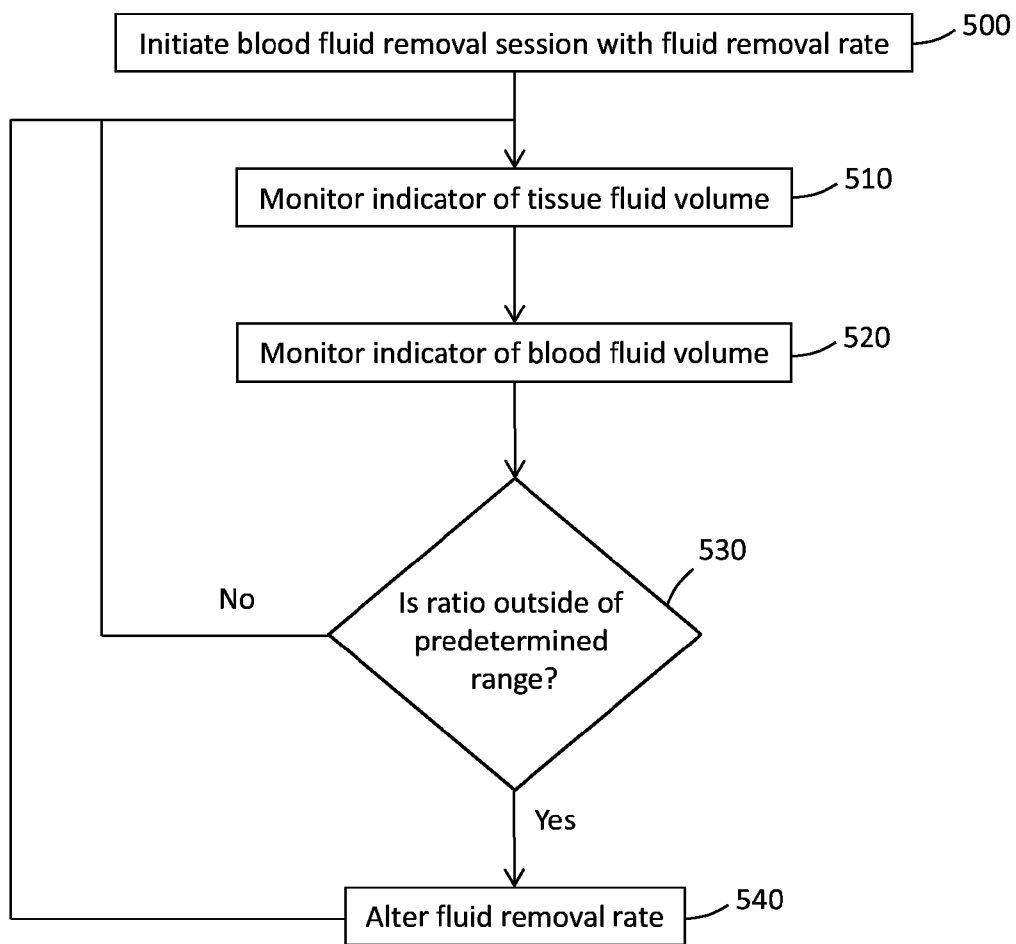 Initiate blood fluid removal session with fluid removal rate
500
Monitor indicator of tissue fluid volume
510
Monitor indicator of blood fluid volume
520
530
Is ratio outside of
predetermined
range?
No
Yes
Alter fluid removal rate
540